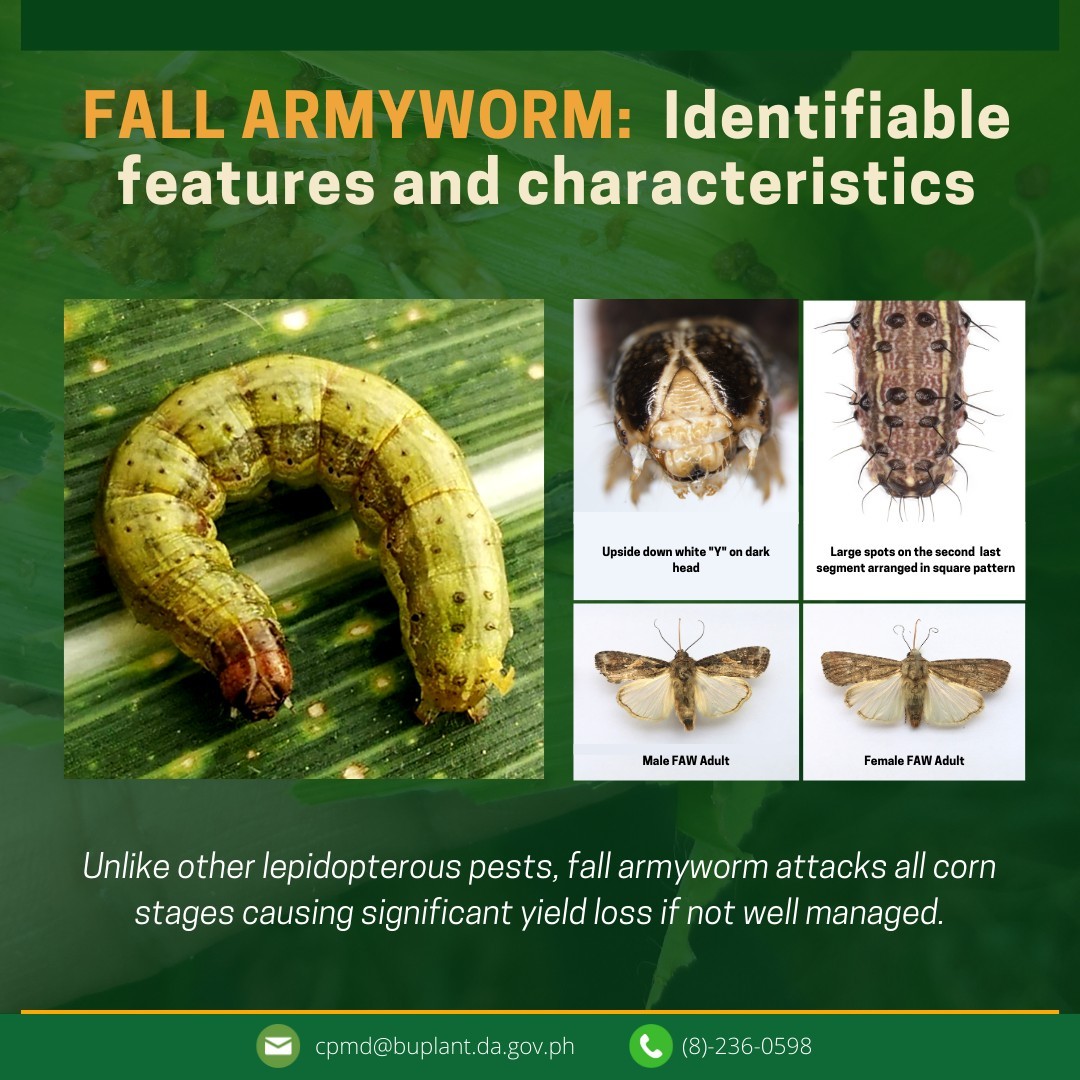 FALL ARMYWORM: Identifiable
features and characteristics
Upside down white "Y" on dark
head
Large spots on the second last
segment arranged in square pattern
Male FAW Adult
Female FAW Adult
Unlike other lepidopterous pests, fall armyworm attacks all corn
stages causing significant yield loss if not well managed.
cpmd@buplant.da.gov.ph
(8)-236-0598